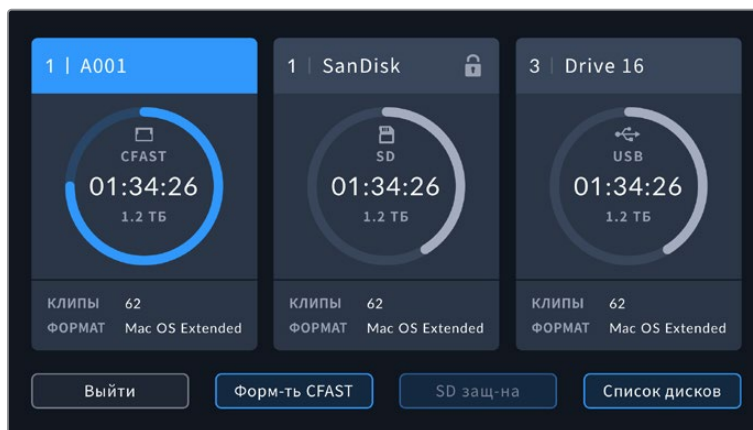 1 | A001
1 | SanDisk
3 | Drive 16
CFAST
01:34:26
1.2 ТБ
SD
01:34:26
1.2 ТБ
USB
01:34:26
1.2 ТБ
КЛИПЫ 62
ФОРМАТ Mac OS Extended
КЛИПЫ 62
ФОРМАТ Mac OS Extended
КЛИПЫ 62
ФОРМАТ Mac OS Extended
Выйти
Форм-ть CFAST
SD защ-на
Список дисков